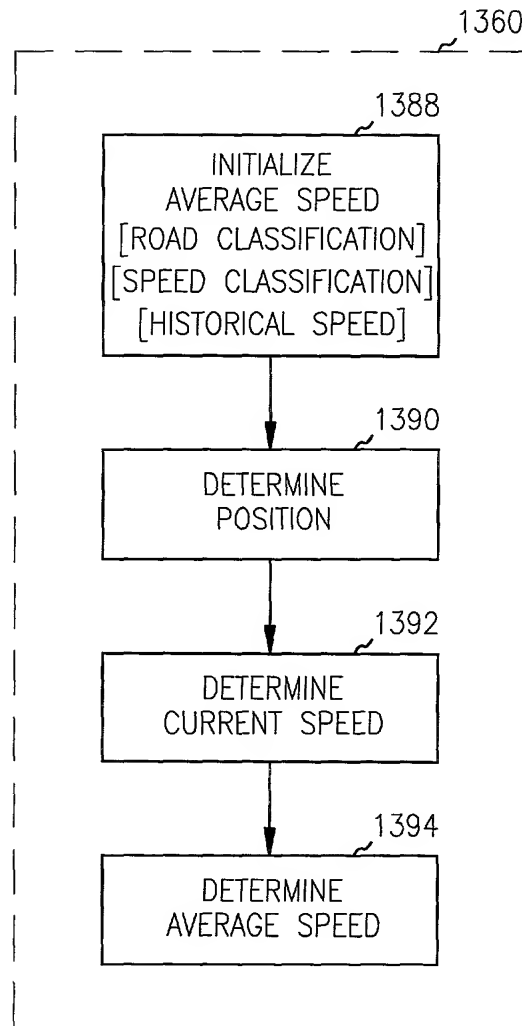 1360
1388
INITIALIZE
AVERAGE SPEED
[ROAD CLASSIFICATION]
[SPEED CLASSIFICATION]
[HISTORICAL SPEED]
1390
DETERMINE
POSITION
1392
DETERMINE
CURRENT SPEED
1394
DETERMINE
AVERAGE SPEED